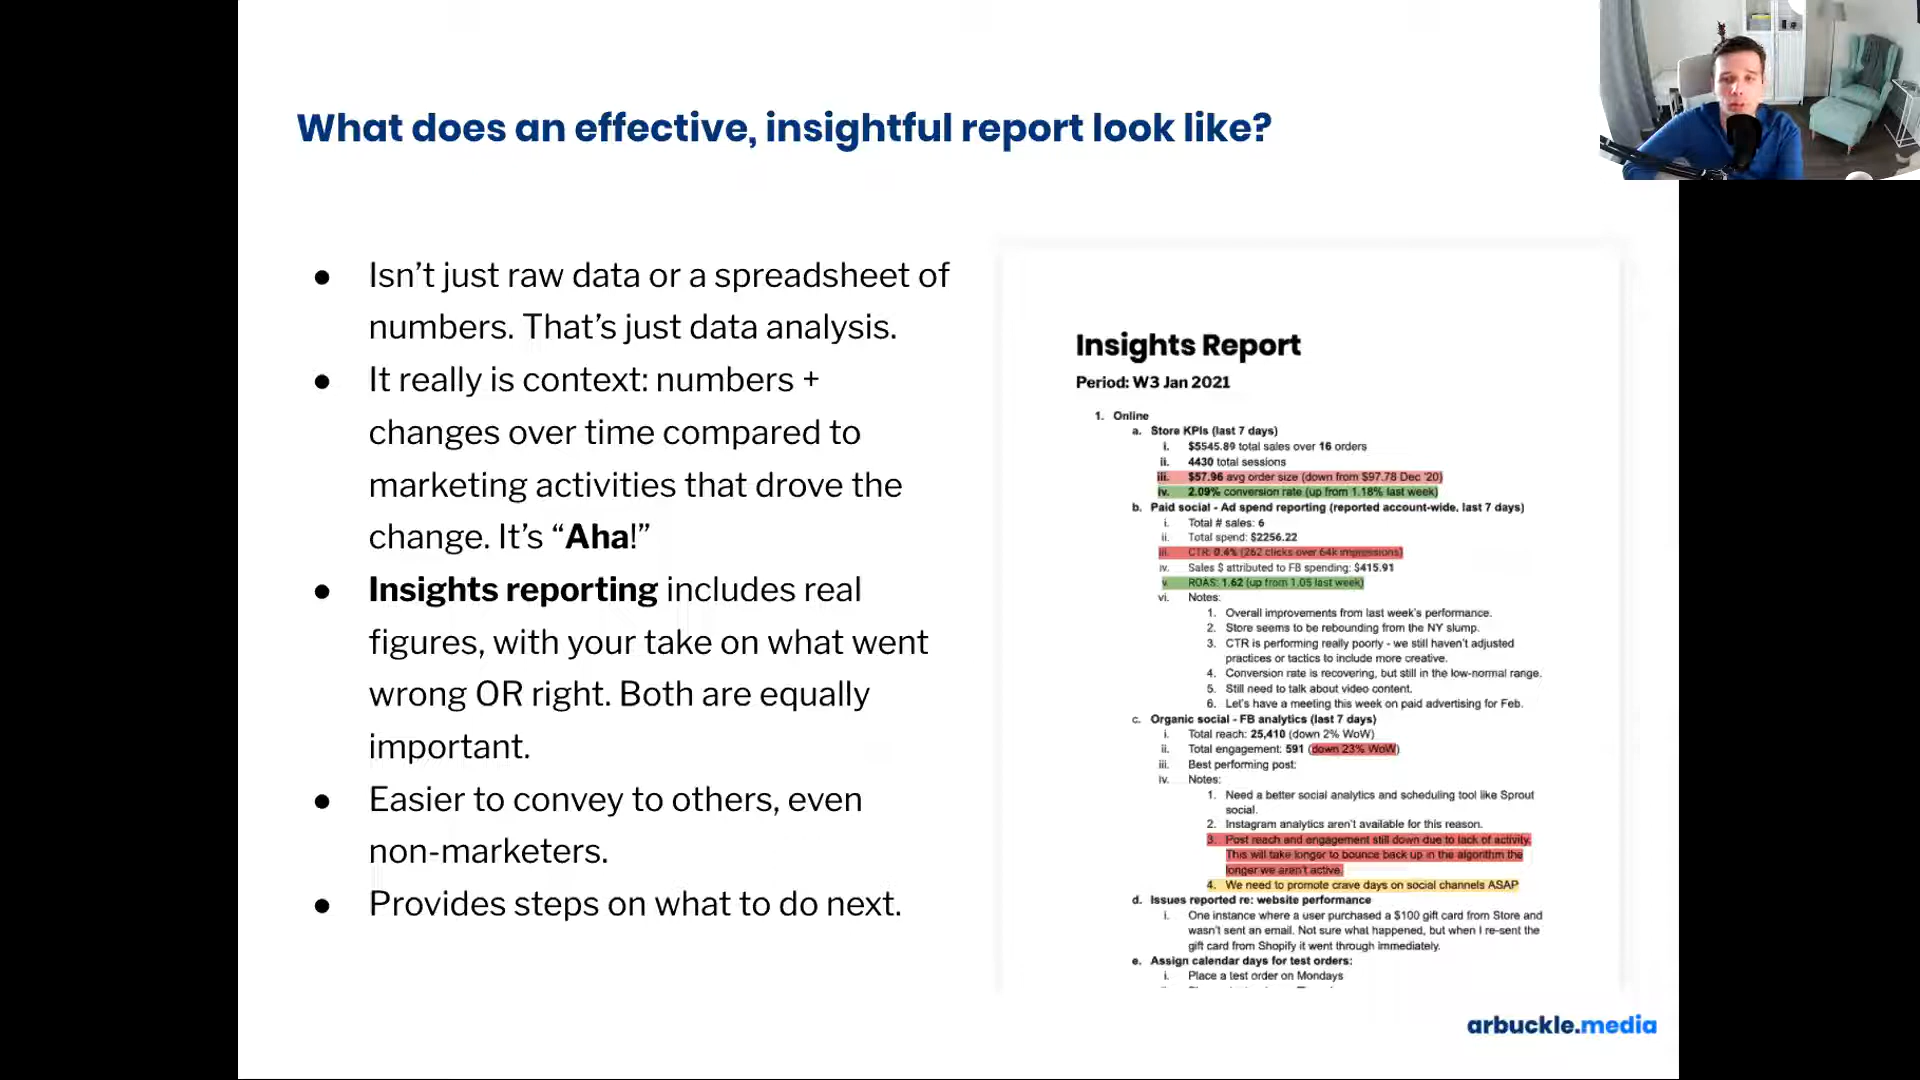 What does an effective, insightful report look like?
● Isn’t just raw data or a spreadsheet of
numbers. That’s just data analysis.
● It really is context: numbers +
changes over time compared to
marketing activities that drove the
change. It’s “Aha!”
● Insights reporting includes real
figures, with your take on what went
wrong OR right. Both are equally
important.
● Easier to convey to others, even
non-marketers.
● Provides steps on what to do next.
Insights Report
Period: W3 Jan 2021
1. Online
a. Store KPIs (last 7 days)
i. $5545.89 total sales over 16 orders
ii. 4430 total sessions
iii. $57.96 avg order size (down from $97.78 Dec '20)
iv. 2.09% conversion rate (up from 1.18% last week)
b. Paid social - Ad spend reporting (reported account-wide, last 7 days)
i. Total # sales: 6
ii. Total spend: $2256.22
iii. CTR: 0.4% (262 clicks over 64k impressions)
iv. Sales $ attributed to FB spending: $415.91
v. ROAS: 1.62 (up from 1.05 last week)
vi. Notes:
1. Overall improvements from last week's performance.
2. Store seems to be rebounding from the NY slump.
3. CTR is performing really poorly - we still haven't adjusted
practices or tactics to include more creative.
4. Conversion rate is recovering, but still in the low-normal range.
5. Still need to talk about video content.
6. Let's have a meeting this week on paid advertising for Feb.
c. Organic social - FB analytics (last 7 days)
i. Total reach: 25,410 (down 2% WoW)
ii. Total engagement: 591 (down 23% WoW)
iii. Best performing post:
iv. Notes:
1. Need a better social analytics and scheduling tool like Sprout
social.
2. Instagram analytics aren't available for this reason.
3. Post reach and engagement still down due to lack of activity.
This will take longer to bounce back up in the algorithm the
longer we aren't active.
4. We need to promote crave days on social channels ASAP
d. Issues reported re: website performance
i. One instance where a user purchased a $100 gift card from Store and
wasn't sent an email. Not sure what happened, but when I re-sent the
gift card from Shopify it went through immediately.
e. Assign calendar days for test orders:
i. Place a test order on Mondays
arbuckle.media